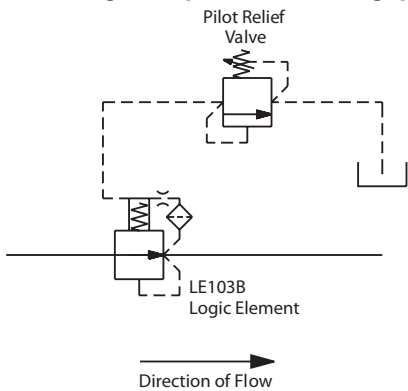 Pilot Relief
Valve
LE103B
Logic Element
Direction of Flow